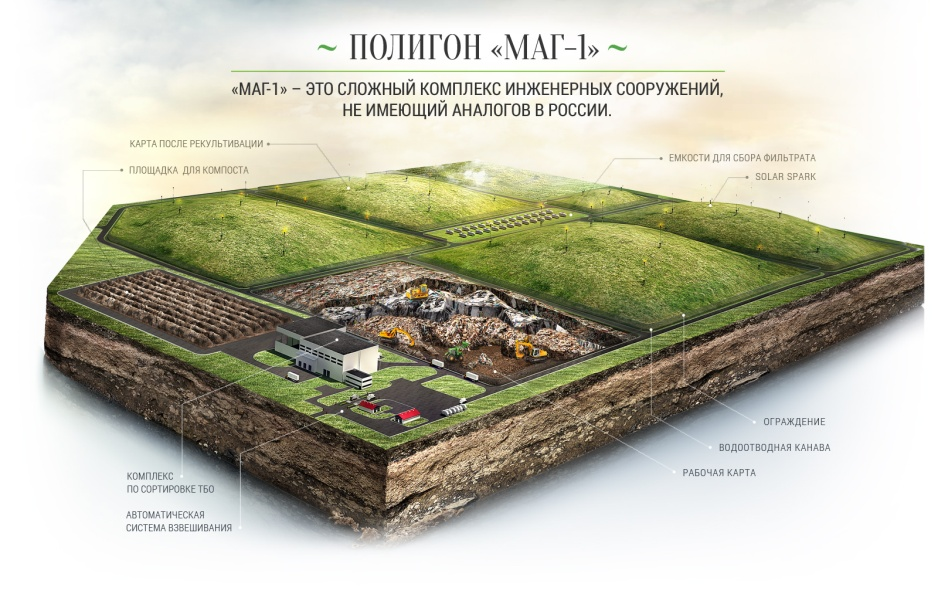 ~ ПОЛИГОН «МАГ-1» ~
«МАГ-1» – ЭТО СЛОЖНЫЙ КОМПЛЕКС ИНЖЕНЕРНЫХ СООРУЖЕНИЙ,
НЕ ИМЕЮЩИЙ АНАЛОГОВ В РОССИИ.
КАРТА ПОСЛЕ РЕКУЛЬТИВАЦИИ
ПЛОЩАДКА ДЛЯ КОМПОСТА
ЕМКОСТИ ДЛЯ СБОРА ФИЛЬТРАТА
SOLAR SPARK
ОГРАЖДЕНИЕ
ВОДООТВОДНАЯ КАНАВА
РАБОЧАЯ КАРТА
КОМПЛЕКС
ПО СОРТИРОВКЕ ТБО
АВТОМАТИЧЕСКАЯ
СИСТЕМА ВЗВЕШИВАНИЯ